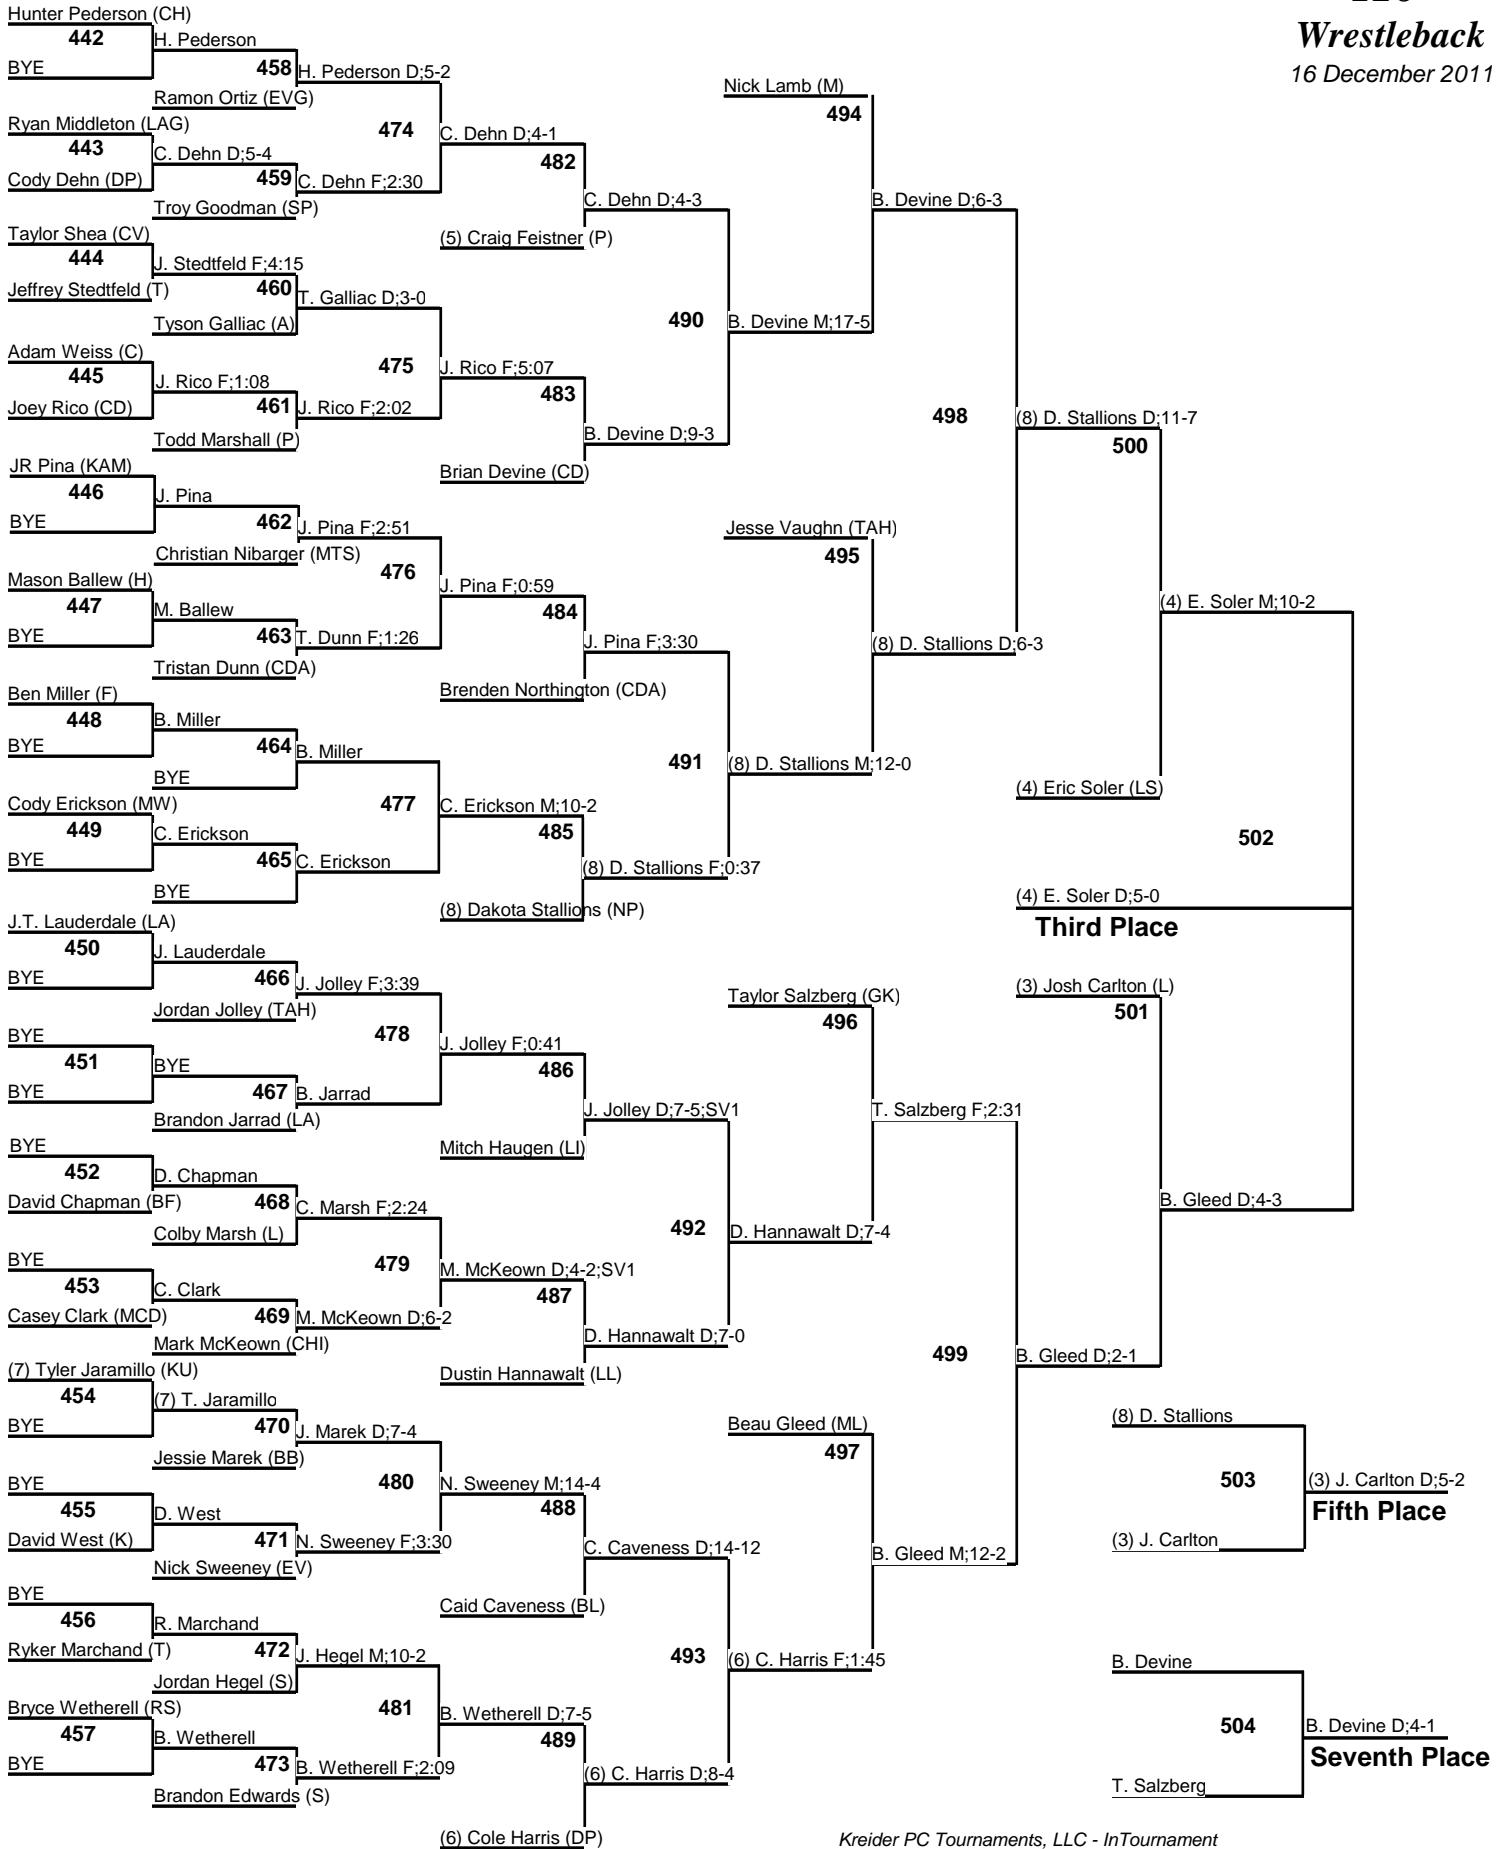 Wrestleback
16 December 2011
Hunter Pederson (CH)
442
BYE
H. Pederson
458
Ramon Ortiz (EVG)
H. Pederson D;5-2
Ryan Middleton (LAG)
443
Cody Dehn (DP)
C. Dehn D;5-4
459
Troy Goodman (SP)
C. Dehn F;2:30
474
C. Dehn D;4-1
482
(5) Craig Feistner (P)
C. Dehn D;4-3
Taylor Shea (CV)
444
Jeffrey Stedtfeld (T)
J. Stedtfeld F;4:15
460
Tyson Galliac (A)
T. Galliac D;3-0
Adam Weiss (C)
445
Joey Rico (CD)
J. Rico F;1:08
461
Todd Marshall (P)
J. Rico F;2:02
475
J. Rico F;5:07
483
Brian Devine (CD)
B. Devine D;9-3
490
B. Devine M;17-5
Nick Lamb (M)
494
B. Devine D;6-3
JR Pina (KAM)
446
BYE
J. Pina
462
Christian Nibarger (MTS)
J. Pina F;2:51
Mason Ballew (H)
447
BYE
M. Ballew
463
Tristan Dunn (CDA)
T. Dunn F;1:26
476
J. Pina F;0:59
484
Brenden Northington (CDA)
J. Pina F;3:30
Ben Miller (F)
448
BYE
B. Miller
464
BYE
B. Miller
Cody Erickson (MW)
449
BYE
C. Erickson
465
BYE
C. Erickson
477
C. Erickson M;10-2
485
(8) Dakota Stallions (NP)
(8) D. Stallions F;0:37
491
(8) D. Stallions M;12-0
Jesse Vaughn (TAH)
495
(8) D. Stallions D;6-3
498
(8) D. Stallions D;11-7
500
(4) Eric Soler (LS)
(4) E. Soler M;10-2
502
(4) E. Soler D;5-0
Third Place
J.T. Lauderdale (LA)
450
BYE
J. Lauderdale
466
Jordan Jolley (TAH)
J. Jolley F;3:39
BYE
451
BYE
BYE
467
Brandon Jarrad (LA)
B. Jarrad
478
J. Jolley F;0:41
486
Mitch Haugen (LI)
J. Jolley D;7-5;SV1
BYE
452
David Chapman (BF)
D. Chapman
468
Colby Marsh (L)
C. Marsh F;2:24
BYE
453
Casey Clark (MCD)
C. Clark
469
Mark McKeown (CHI)
M. McKeown D;6-2
479
M. McKeown D;4-2;SV1
487
Dustin Hannawalt (LL)
D. Hannawalt D;7-0
492
D. Hannawalt D;7-4
Taylor Salzberg (GK)
496
T. Salzberg F;2:31
(3) Josh Carlton (L)
501
B. Gleed D;4-3
(7) Tyler Jaramillo (KU)
454
BYE
(7) T. Jaramillo
470
Jessie Marek (BB)
J. Marek D;7-4
BYE
455
David West (K)
D. West
471
Nick Sweeney (EV)
N. Sweeney F;3:30
480
N. Sweeney M;14-4
488
Caid Caveness (BL)
C. Caveness D;14-12
BYE
456
Ryker Marchand (T)
R. Marchand
472
Jordan Hegel (S)
J. Hegel M;10-2
Bryce Wetherell (RS)
457
BYE
B. Wetherell
473
Brandon Edwards (S)
B. Wetherell F;2:09
481
B. Wetherell D;7-5
489
(6) Cole Harris (DP)
(6) C. Harris D;8-4
493
(6) C. Harris F;1:45
Beau Gleed (ML)
497
B. Gleed M;12-2
499
B. Gleed D;2-1
(8) D. Stallions
503
(3) J. Carlton
(3) J. Carlton D;5-2
Fifth Place
B. Devine
504
T. Salzberg
B. Devine D;4-1
Seventh Place
Kreider PC Tournaments, LLC - InTournament